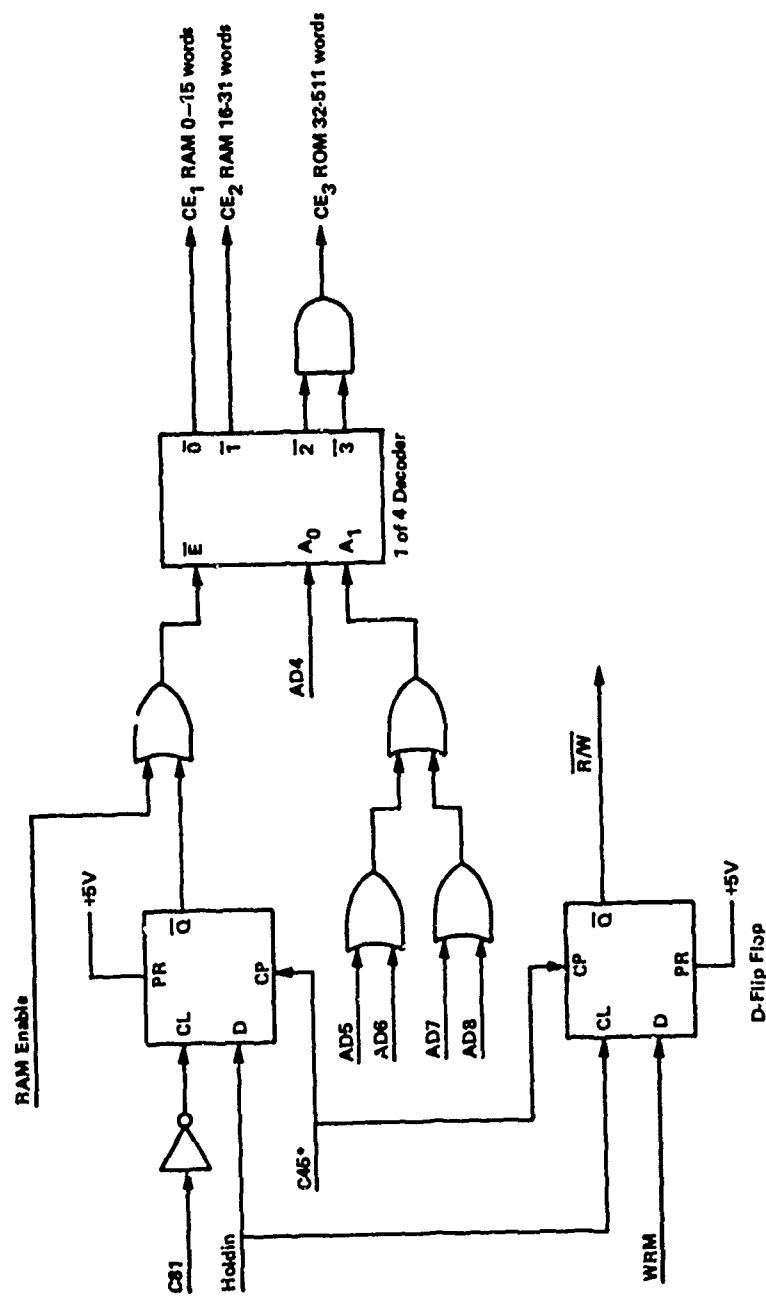 RAM Enable
+5V
PR
CL
Q
D
CP
C81
Holdin
C45*
WRM
AD5
AD6
AD7
AD8
AD4
E
A0
A1
0
1
2
3
1 of 4 Decoder
CE1 RAM 0-15 words
CE2 RAM 16-31 words
CE3 ROM 32-511 words
CP
CL
Q
D
PR
+5V
R/W
D-Flip Flop